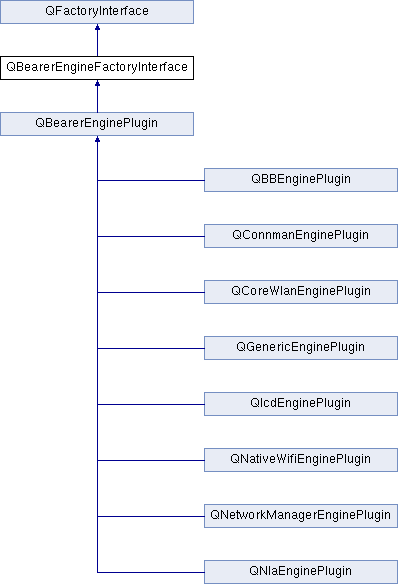 QFactoryInterface
QBearerEngineFactoryInterface
QBearerEnginePlugin
QBBEnginePlugin
QConnmanEnginePlugin
QCoreWlanEnginePlugin
QGenericEnginePlugin
QIcdEnginePlugin
QNativeWifiEnginePlugin
QNetworkManagerEnginePlugin
QNlaEnginePlugin